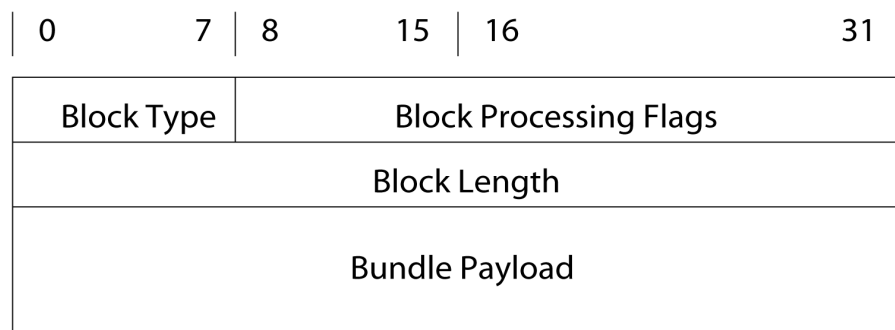 0 7 8 15 16 31
Block Type Block Processing Flags
Block Length
Bundle Payload